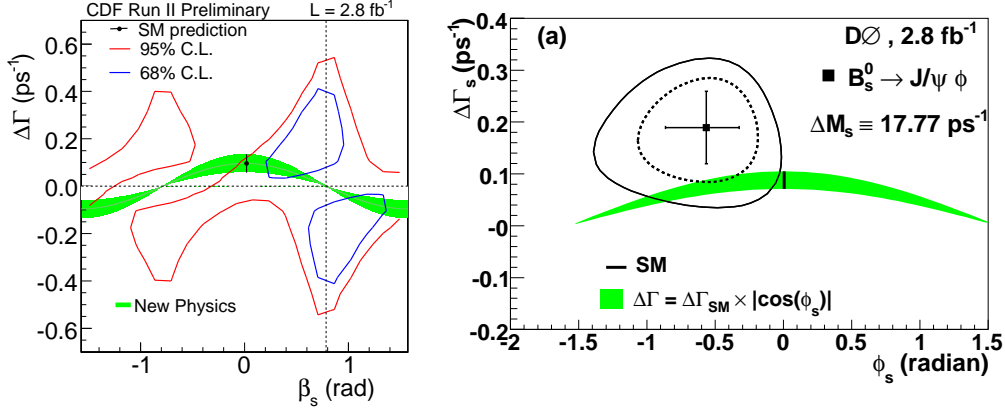 CDF Run II Preliminary L = 2.8 fb⁻¹
SM prediction
95% C.L.
68% C.L.
New Physics
ΔΓ (ps⁻¹)
0.6
0.4
0.2
0.0
-0.2
-0.4
-0.6
-1 0 1
βₛ (rad)
(a)
DØ , 2.8 fb⁻¹
B⁰ₛ → J/ψ φ
ΔMₛ ≡ 17.77 ps⁻¹
SM
ΔΓ = ΔΓ_SM × |cos(φₛ)|
ΔΓₛ (ps⁻¹)
0.4
0.3
0.2
0.1
-0
-0.1
-0.2
-2 -1.5 -1 -0.5 0 0.5 1 1.5
φₛ (radian)